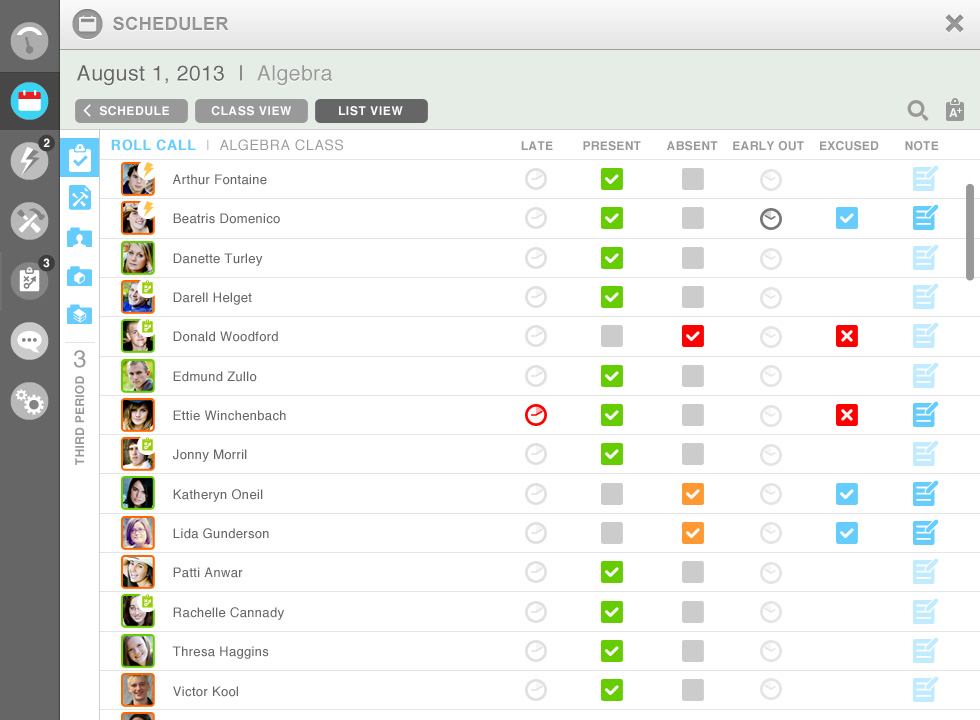 SCHEDULER
August 1, 2013 | Algebra
SCHEDULE CLASS VIEW LIST VIEW
A+
2
3
ROLL CALL | ALGEBRA CLASS LATE PRESENT ABSENT EARLY OUT EXCUSED NOTE
Arthur Fontaine
Beatris Domenico
Danette Turley
Darell Helget
Donald Woodford
Edmund Zullo
Ettie Winchenbach
Jonny Morril
Katheryn Oneil
Lida Gunderson
Patti Anwar
Rachelle Cannady
Thresa Haggins
Victor Kool
3
THIRD PERIOD